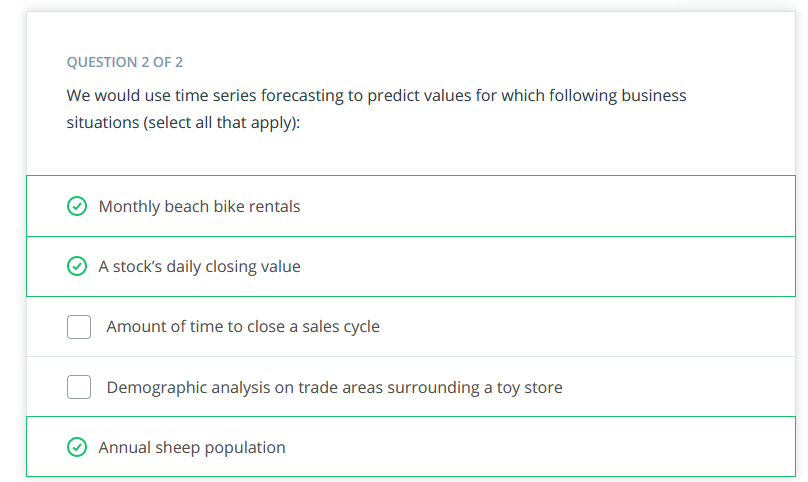 QUESTION 2 OF 2
We would use time series forecasting to predict values for which following business
situations (select all that apply):
Monthly beach bike rentals
A stock’s daily closing value
Amount of time to close a sales cycle
Demographic analysis on trade areas surrounding a toy store
Annual sheep population